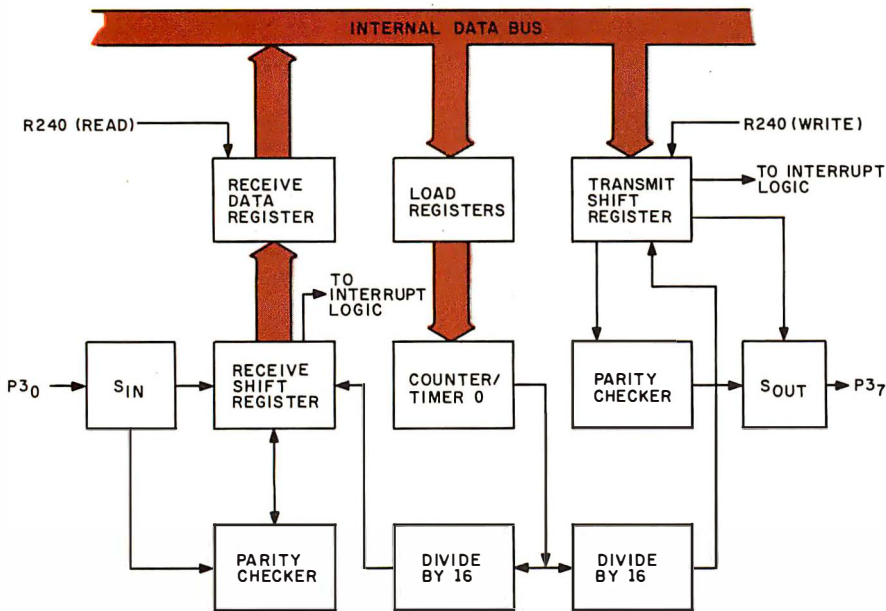 INTERNAL DATA BUS
R240 (READ)
R240 (WRITE)
RECEIVE
DATA
REGISTER
LOAD
REGISTERS
TRANSMIT
SHIFT
REGISTER
TO INTERRUPT
LOGIC
TO
INTERRUPT
LOGIC
P30
SIN
RECEIVE
SHIFT
REGISTER
COUNTER/
TIMER 0
PARITY
CHECKER
SOUT
P37
PARITY
CHECKER
DIVIDE
BY 16
DIVIDE
BY 16